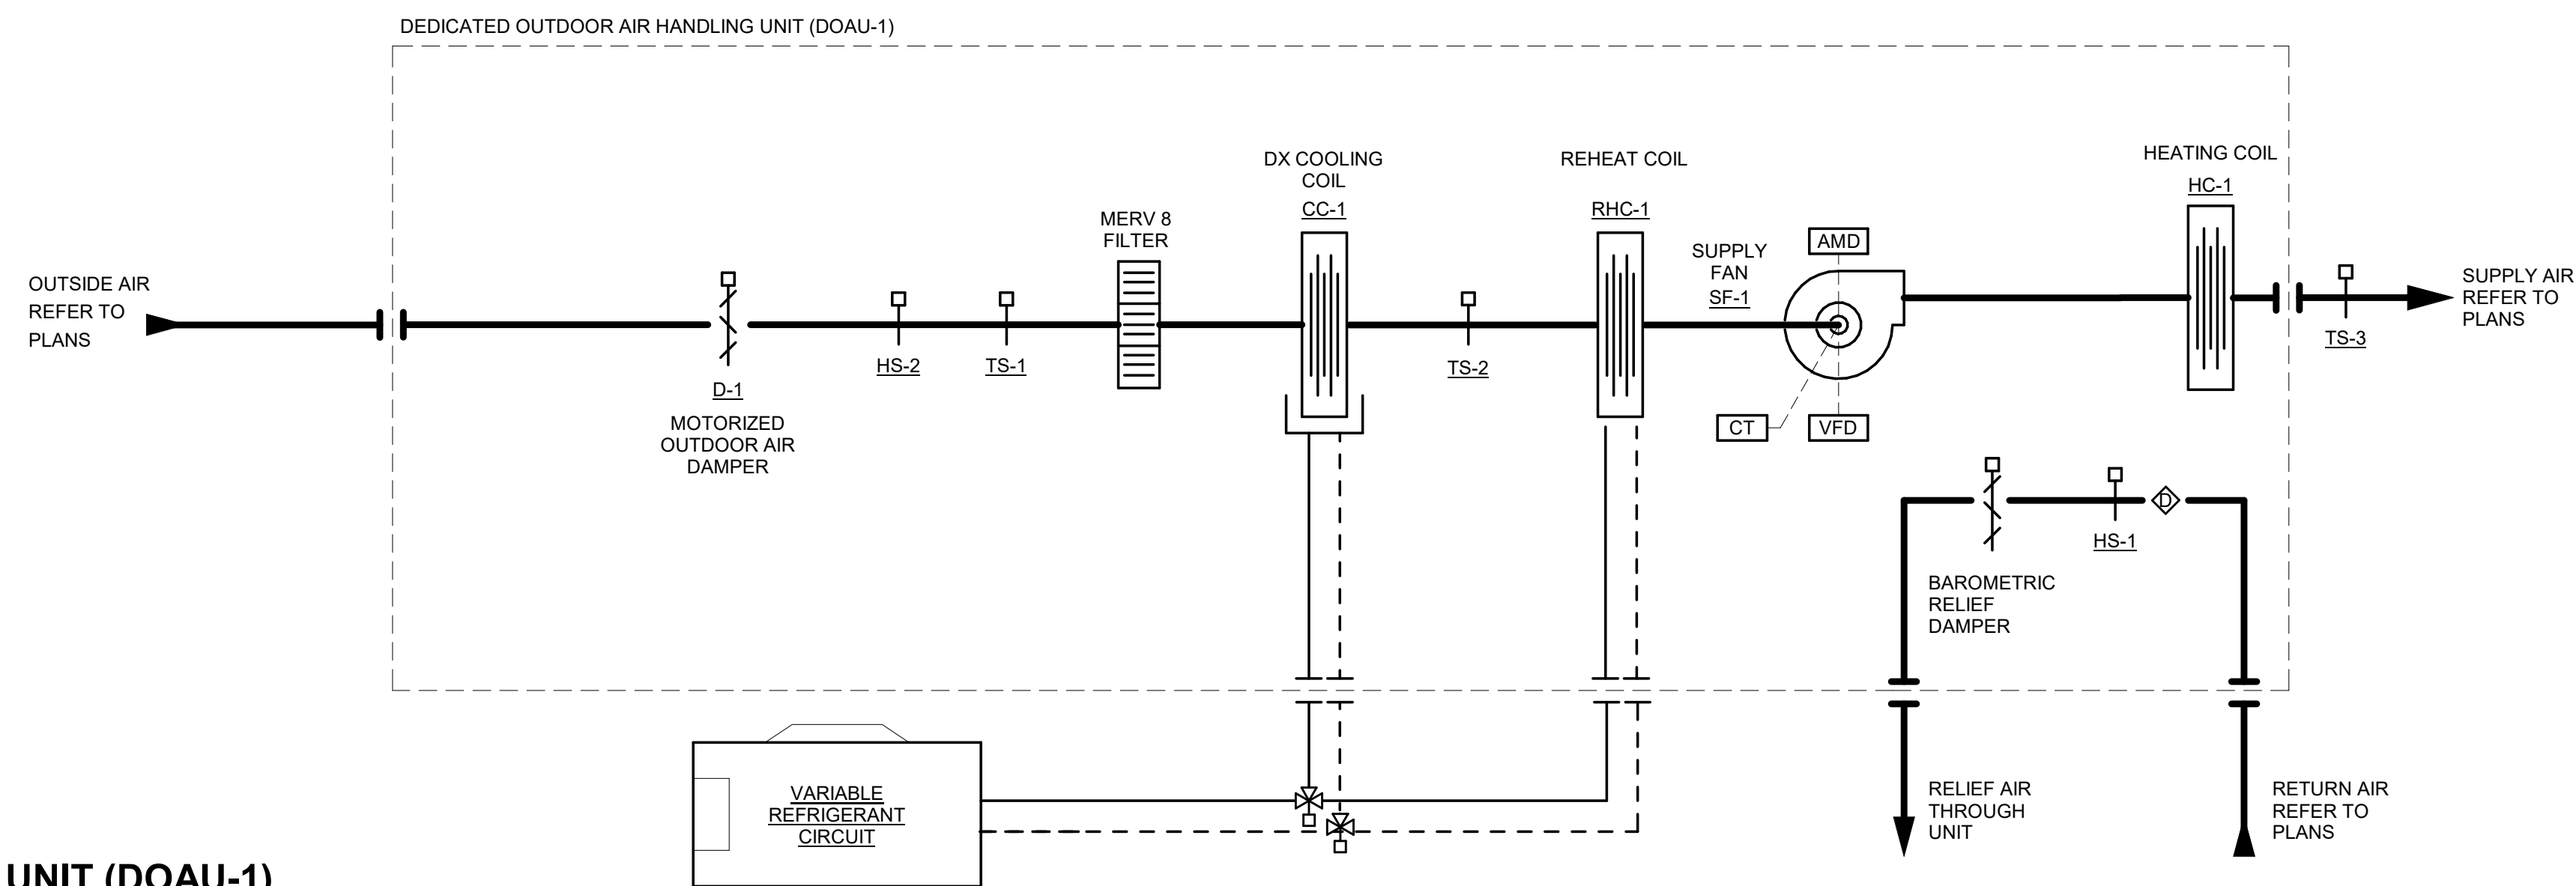 DEDICATED OUTDOOR AIR HANDLING UNIT (DOAU-1)
OUTSIDE AIR
REFER TO
PLANS
D-1
MOTORIZED
OUTDOOR AIR
DAMPER
HS-2
TS-1
MERV 8
FILTER
DX COOLING
COIL
CC-1
TS-2
REHEAT COIL
RHC-1
SUPPLY
FAN
SF-1
AMD
CT
VFD
HEATING COIL
HC-1
TS-3
SUPPLY AIR
REFER TO
PLANS
D
HS-1
BAROMETRIC
RELIEF
DAMPER
VARIABLE
REFRIGERANT
CIRCUIT
RELIEF AIR
THROUGH
UNIT
RETURN AIR
REFER TO
PLANS
UNIT (DOAU-1)